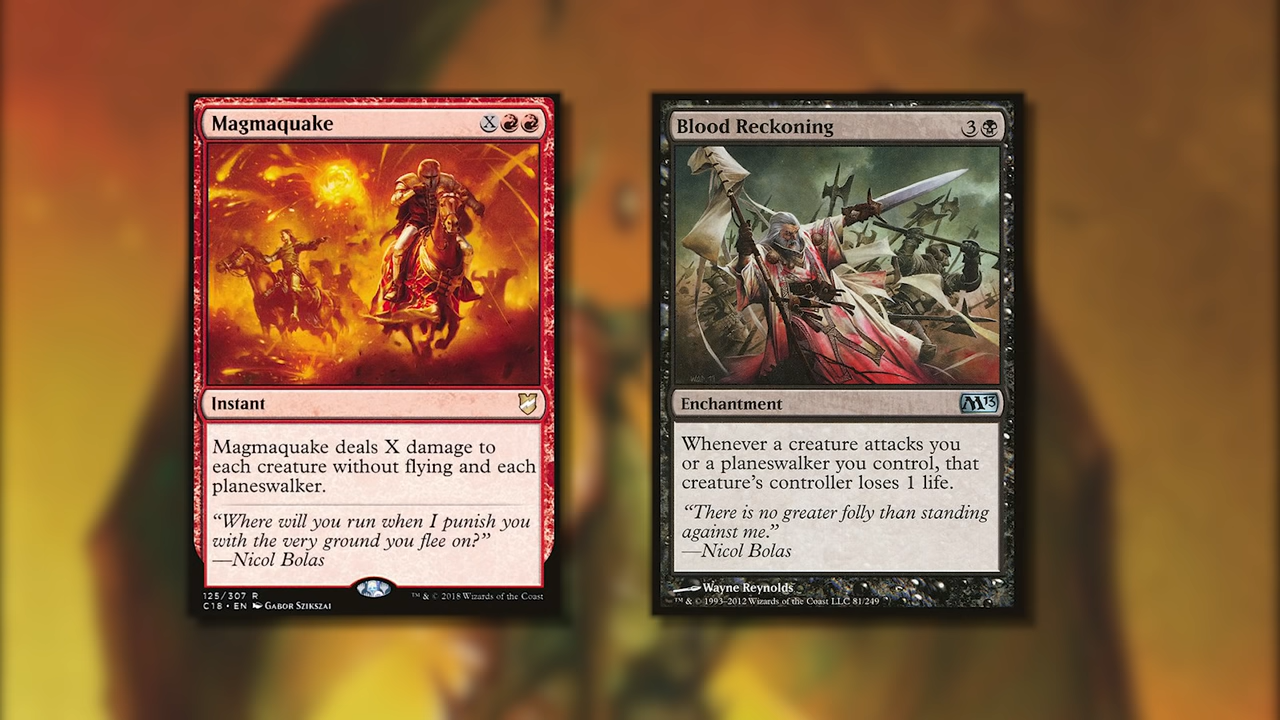 Magmaquake
X
Instant
Magmaquake deals X damage to
each creature without flying and each
planeswalker.
“Where will you run when I punish you
with the very ground you flee on?”
—Nicol Bolas
125/307 R
C18 • EN GABOR SZIKSZAI
™ & © 2018 Wizards of the Coast
Blood Reckoning
3
Enchantment
M13
Whenever a creature attacks you
or a planeswalker you control, that
creature’s controller loses 1 life.
“There is no greater folly than standing
against me.”
—Nicol Bolas
Wayne Reynolds
™ & © 1993–2012 Wizards of the Coast LLC 81/249